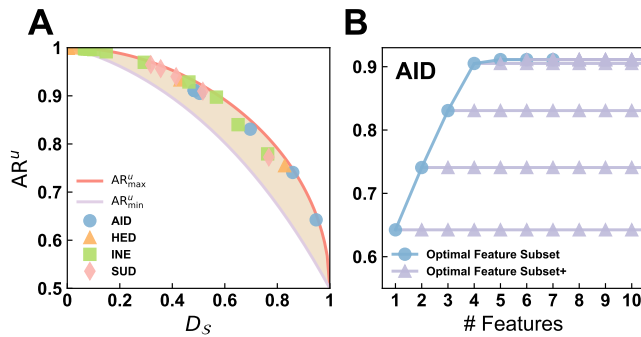 A
1
0.9
0.8
0.7
0.6
0.5
AR^u
AR^u_max
AR^u_min
AID
HED
INE
SUD
0 0.2 0.4 0.6 0.8 1
D_S
B
AID
0.9
0.8
0.7
0.6
Optimal Feature Subset
Optimal Feature Subset+
1 2 3 4 5 6 7 8 9 10
# Features